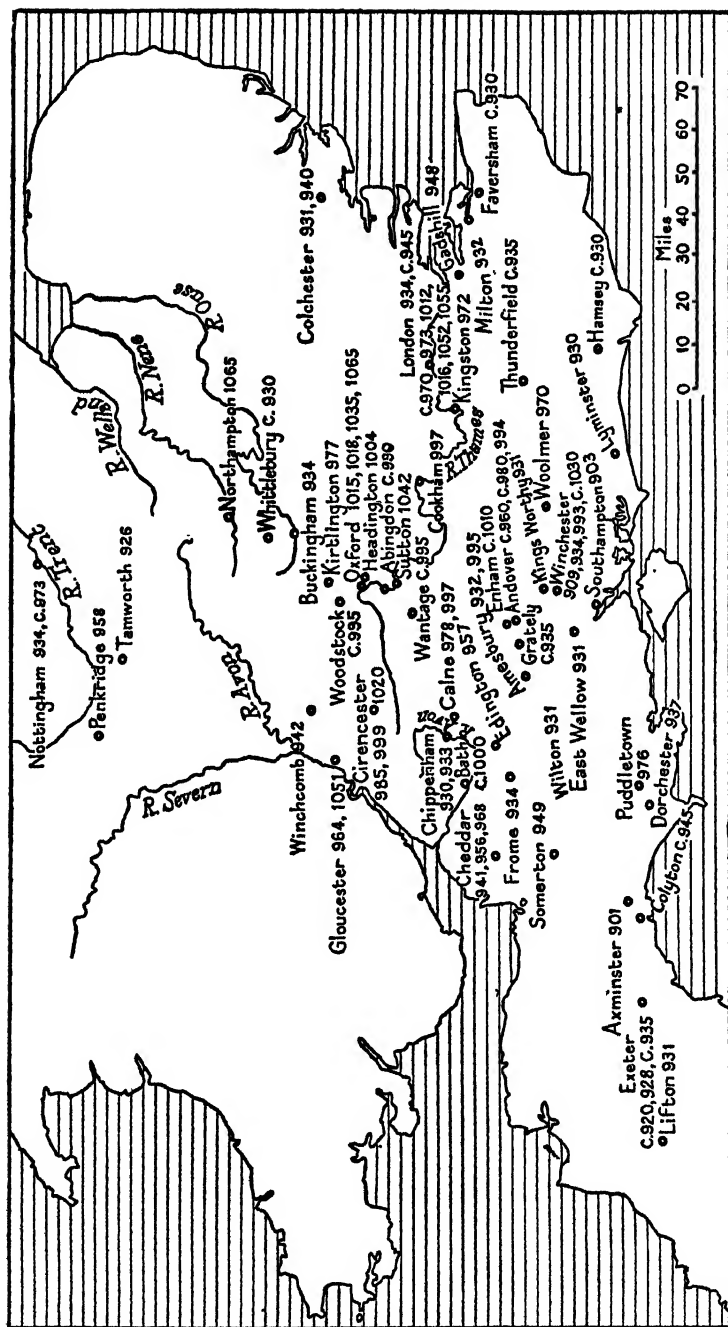 Nottingham 934, C.973
R. Trent
Penkridge 958
Tamworth 926
R. Welland
R. Nene
R. Ouse
R. Severn
R. Avon
Northampton 1065
Whittlebury C. 930
Colchester 931, 940
Winchcomb 942
Buckingham 934
Kirtlington 977
Gloucester 964, 1051
Woodstock
C.995
Oxford 1015, 1018, 1035, 1065
Headington 1004
Abingdon C.990
Sutton 1042
Cirencester
985, 999
1020
London 934, C.945
C.970, 973, 1012,
1016, 1052, 1055
Gadshill 948
Wantage C.995
Cookham 997
R. Thames
Kingston 972
Milton 932
Faversham C.930
Chippenham
930, 933
Calne 978, 997
Bath
C.1000
Cheddar
941, 956, 968
Edington 957
Amesbury 932, 995
Enham C.1010
Andover C.960, C.980, 994
Grately
C.935
Kings Worthy 931
Thunderfield C.935
Frome 934
Woolmer 970
Winchester
909, 934, 993, C.1030
Somerton 949
Wilton 931
East Wellow 931
Southampton 903
Hamsey C.930
Lyminster 930
Axminster 901
Exeter
C.920, 928, C.935
Lifton 931
Puddletown
976
Dorchester 937
Colyton C.945
Miles
0 10 20 30 40 50 60 70